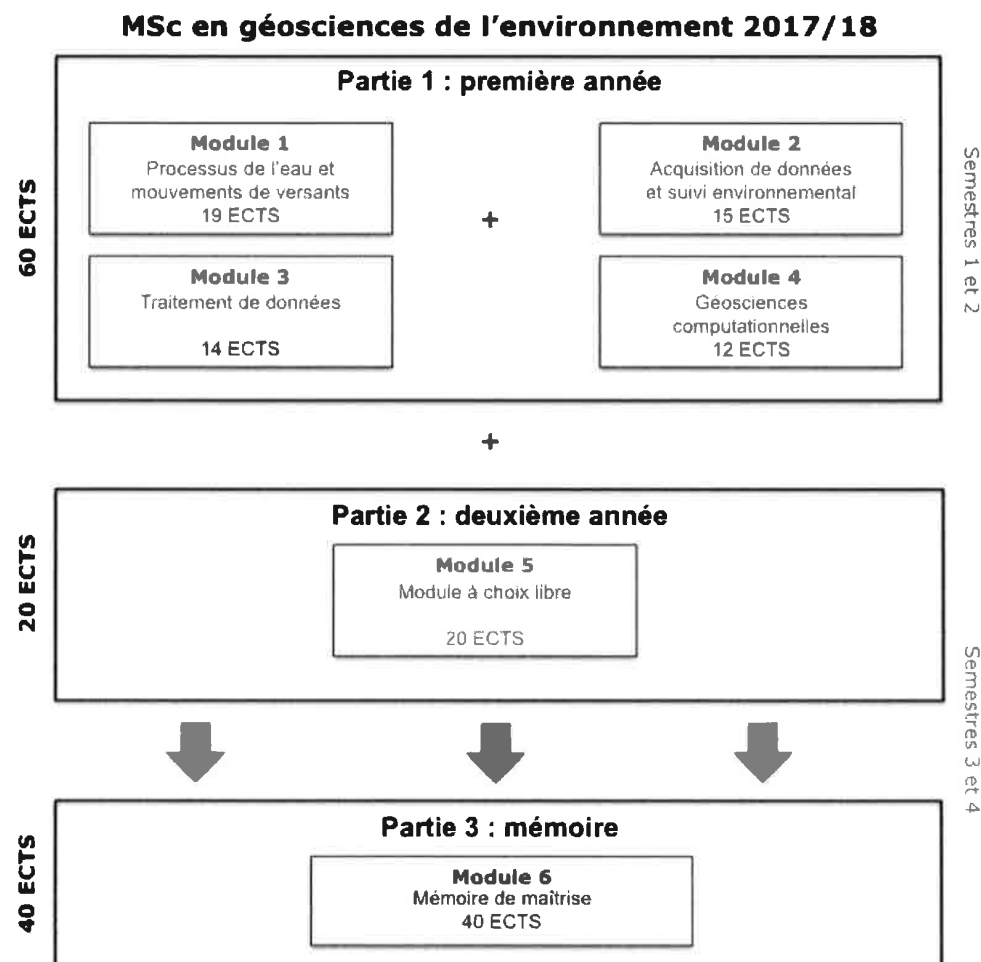 MSc en géosciences de l'environnement 2017/18
Partie 1 : première année
60 ECTS
Module 1
Processus de l'eau et
mouvements de versants
19 ECTS
+
Module 2
Acquisition de données
et suivi environnemental
15 ECTS
Module 3
Traitement de données
14 ECTS
Module 4
Géosciences
computationnelles
12 ECTS
Semestres 1 et 2
+
Partie 2 : deuxième année
20 ECTS
Module 5
Module à choix libre
20 ECTS
Semestres 3 et 4
Partie 3 : mémoire
40 ECTS
Module 6
Mémoire de maîtrise
40 ECTS